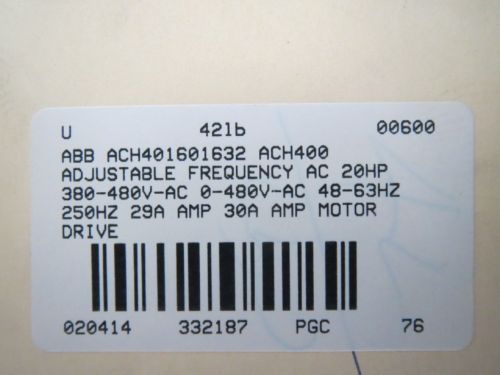 U 42lb 00600
ABB ACH401601632 ACH400
ADJUSTABLE FREQUENCY AC 20HP
380-480V-AC 0-480V-AC 48-63HZ
250HZ 29A AMP 30A AMP MOTOR
DRIVE
020414 332187 PGC 76